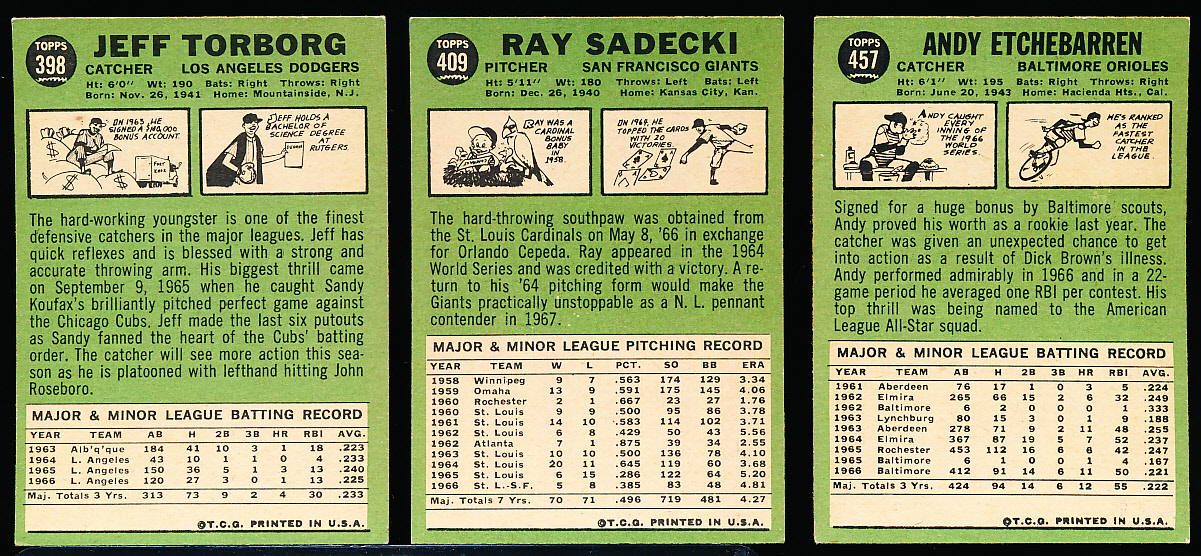 TOPPS
398
JEFF TORBORG
CATCHER LOS ANGELES DODGERS
Ht: 6'0" Wt: 190 Bats: Right Throws: Right
Born: Nov. 26, 1941 Home: Mountainside, N.J.
IN 1963, HE
SIGNED A $100,000
BONUS ACCOUNT.
JEFF HOLDS A
BACHELOR OF
SCIENCE DEGREE
AT
RUTGERS.
The hard-working youngster is one of the finest
defensive catchers in the major leagues. Jeff has
quick reflexes and is blessed with a strong and
accurate throwing arm. His biggest thrill came
on September 9, 1965 when he caught Sandy
Koufax's brilliantly pitched perfect game against
the Chicago Cubs. Jeff made the last six putouts
as Sandy fanned the heart of the Cubs' batting
order. The catcher will see more action this sea-
son as he is platooned with lefthand hitting John
Roseboro.
MAJOR & MINOR LEAGUE BATTING RECORD
YEAR TEAM AB H 2B 3B HR RBI AVG.
1963 Alb'q'que 184 41 10 3 1 18 .223
1964 L. Angeles 43 10 1 1 0 4 .233
1965 L. Angeles 150 36 5 1 3 13 .240
1966 L. Angeles 120 27 3 0 1 13 .225
Maj. Totals 3 Yrs. 313 73 9 2 4 30 .233
©T.C.G. PRINTED IN U.S.A.
TOPPS
409
RAY SADECKI
PITCHER SAN FRANCISCO GIANTS
Ht: 5'11" Wt: 180 Throws: Left Bats: Left
Born: Dec. 26, 1940 Home: Kansas City, Kan.
RAY WAS A
CARDINAL
BONUS
BABY
IN
1958.
IN 1964, HE
TOPPED THE CARDS
WITH 20
VICTORIES.
The hard-throwing southpaw was obtained from
the St. Louis Cardinals on May 8, '66 in exchange
for Orlando Cepeda. Ray appeared in the 1964
World Series and was credited with a victory. A re-
turn to his '64 pitching form would make the
Giants practically unstoppable as a N. L. pennant
contender in 1967.
MAJOR & MINOR LEAGUE PITCHING RECORD
YEAR TEAM W L PCT. SO BB ERA
1958 Winnipeg 9 7 .563 174 129 3.34
1959 Omaha 13 9 .591 175 145 4.06
1960 Rochester 2 1 .667 23 27 1.76
1960 St. Louis 9 9 .500 95 86 3.78
1961 St. Louis 14 10 .583 114 102 3.71
1962 St. Louis 6 8 .429 50 43 5.56
1962 Atlanta 7 1 .875 39 34 2.55
1963 St. Louis 10 10 .500 136 78 4.10
1964 St. Louis 20 11 .645 119 60 3.68
1965 St. Louis 6 15 .286 122 64 5.20
1966 St. L.-S.F. 5 8 .385 83 48 4.81
Maj. Totals 7 Yrs. 70 71 .496 719 481 4.27
©T.C.G. PRINTED IN U.S.A.
TOPPS
457
ANDY ETCHEBARREN
CATCHER BALTIMORE ORIOLES
Ht: 6'1" Wt: 195 Bats: Right Throws: Right
Born: June 20, 1943 Home: Hacienda Hts., Cal.
ANDY CAUGHT
EVERY
INNING OF
THE 1966
WORLD
SERIES.
HE'S RANKED
AS THE
FASTEST
CATCHER
IN THE
LEAGUE.
Signed for a huge bonus by Baltimore scouts,
Andy proved his worth as a rookie last year. The
catcher was given an unexpected chance to get
into action as a result of Dick Brown's illness.
Andy performed admirably in 1966 and in a 22-
game period he averaged one RBI per contest. His
top thrill was being named to the American
League All-Star squad.
MAJOR & MINOR LEAGUE BATTING RECORD
YEAR TEAM AB H 2B 3B HR RBI AVG.
1961 Aberdeen 76 17 1 0 3 5 .224
1962 Elmira 265 66 15 2 6 32 .249
1962 Baltimore 6 2 0 0 0 1 .333
1963 Lynchburg 80 15 3 0 1 9 .188
1963 Aberdeen 278 71 9 2 11 48 .255
1964 Elmira 367 87 19 5 7 52 .237
1965 Rochester 453 112 16 6 6 42 .247
1965 Baltimore 6 1 0 0 1 4 .167
1966 Baltimore 412 91 14 6 11 50 .221
Maj. Totals 3 Yrs. 424 94 14 6 12 55 .222
©T.C.G. PRINTED IN U.S.A.